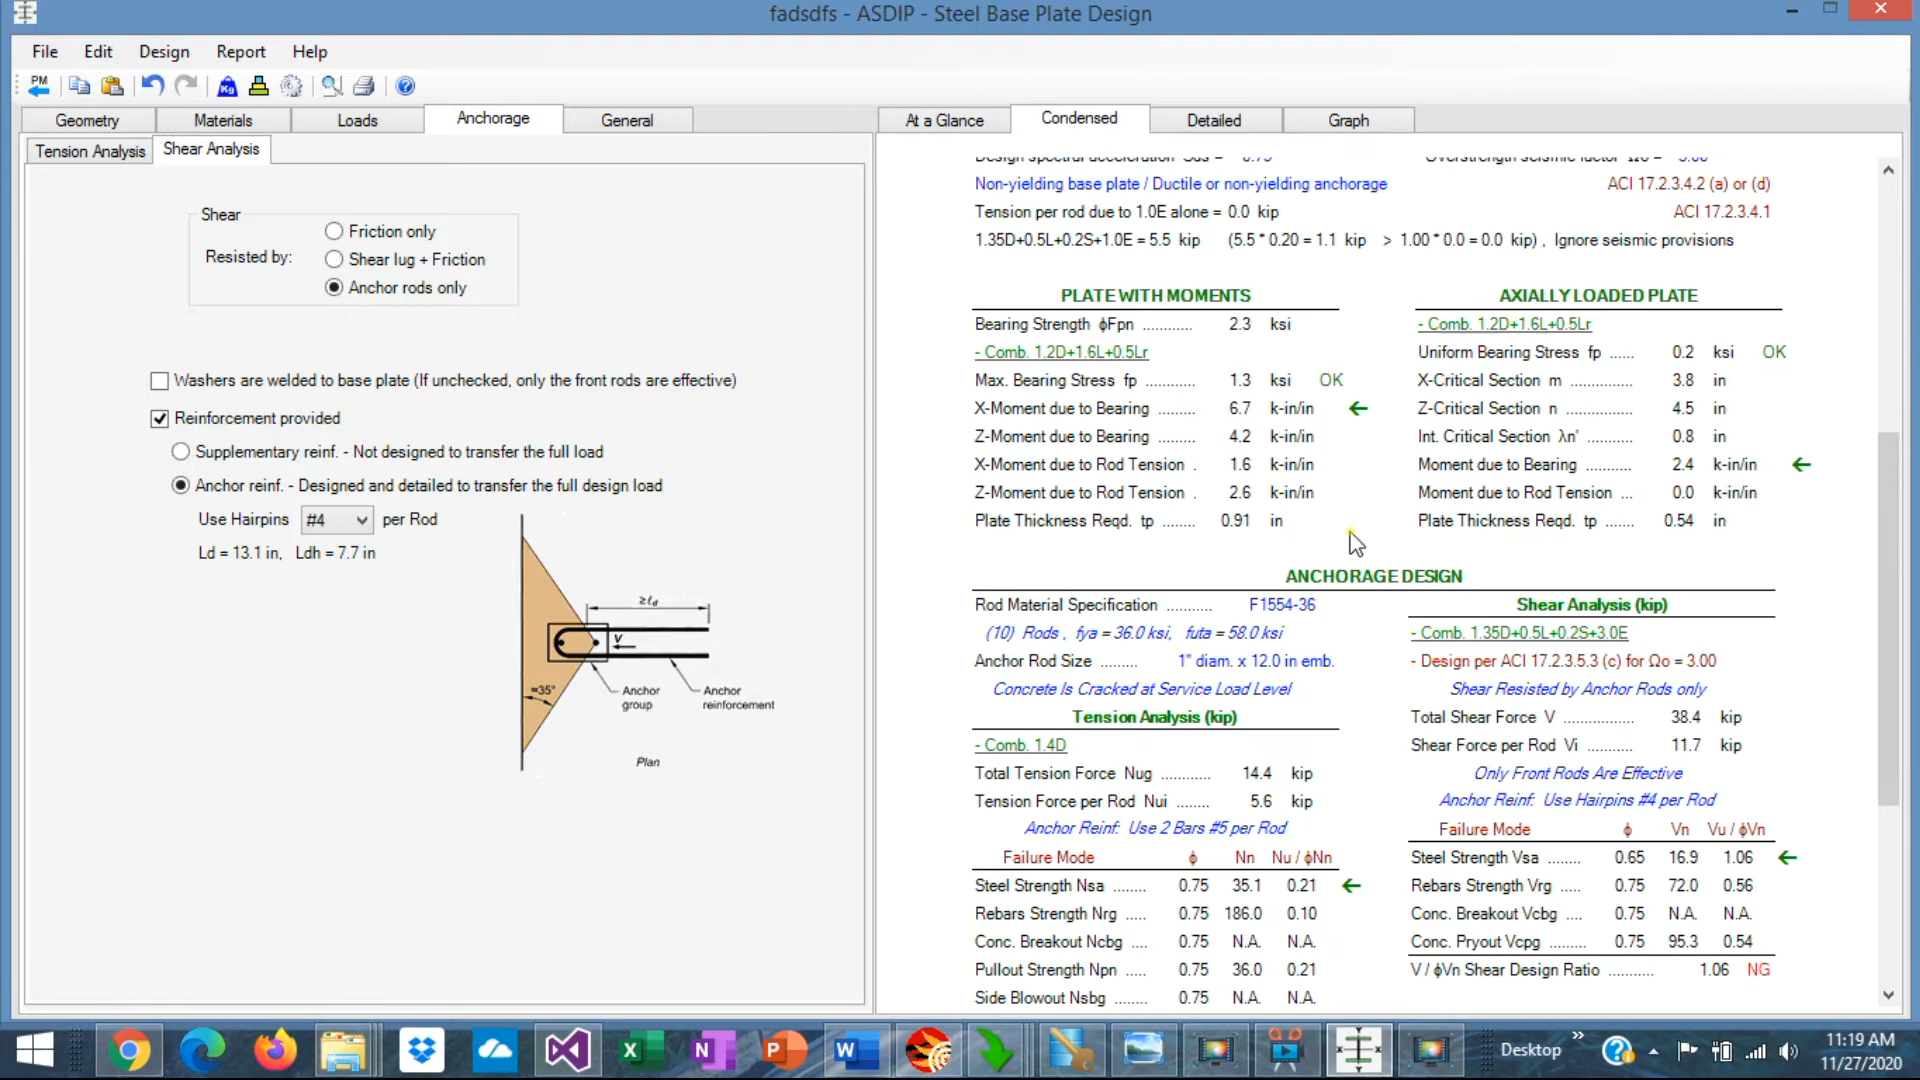 fadsdfs - ASDIP - Steel Base Plate Design
File Edit Design Report Help
PM
Kg
Geometry Materials Loads Anchorage General
Tension Analysis Shear Analysis
Shear
Resisted by:
Friction only
Shear lug + Friction
Anchor rods only
Washers are welded to base plate (If unchecked, only the front rods are effective)
Reinforcement provided
Supplementary reinf. - Not designed to transfer the full load
Anchor reinf. - Designed and detailed to transfer the full design load
Use Hairpins #4 per Rod
Ld = 13.1 in, Ldh = 7.7 in
≥ℓd
V
≈35°
Anchor group
Anchor reinforcement
Plan
At a Glance Condensed Detailed Graph
Design spectral acceleration Sds = 0.75 Overstrength seismic factor Ωo = 3.00
Non-yielding base plate / Ductile or non-yielding anchorage ACI 17.2.3.4.2 (a) or (d)
Tension per rod due to 1.0E alone = 0.0 kip ACI 17.2.3.4.1
1.35D+0.5L+0.2S+1.0E = 5.5 kip (5.5 * 0.20 = 1.1 kip > 1.00 * 0.0 = 0.0 kip) , Ignore seismic provisions
PLATE WITH MOMENTS
Bearing Strength ϕFpn ............ 2.3 ksi
- Comb. 1.2D+1.6L+0.5Lr
Max. Bearing Stress fp ........... 1.3 ksi OK
X-Moment due to Bearing ......... 6.7 k-in/in ←
Z-Moment due to Bearing ......... 4.2 k-in/in
X-Moment due to Rod Tension . 1.6 k-in/in
Z-Moment due to Rod Tension . 2.6 k-in/in
Plate Thickness Reqd. tp ........ 0.91 in
AXIALLY LOADED PLATE
- Comb. 1.2D+1.6L+0.5Lr
Uniform Bearing Stress fp ...... 0.2 ksi OK
X-Critical Section m ............... 3.8 in
Z-Critical Section n ................ 4.5 in
Int. Critical Section λn' ........... 0.8 in
Moment due to Bearing ........... 2.4 k-in/in ←
Moment due to Rod Tension ... 0.0 k-in/in
Plate Thickness Reqd. tp ....... 0.54 in
ANCHORAGE DESIGN
Rod Material Specification .......... F1554-36
(10) Rods , fya = 36.0 ksi, futa = 58.0 ksi
Anchor Rod Size ........ 1" diam. x 12.0 in emb.
Concrete Is Cracked at Service Load Level
Tension Analysis (kip)
- Comb. 1.4D
Total Tension Force Nug ............ 14.4 kip
Tension Force per Rod Nui ....... 5.6 kip
Anchor Reinf: Use 2 Bars #5 per Rod
Failure Mode ϕ Nn Nu / ϕNn
Steel Strength Nsa ........ 0.75 35.1 0.21 ←
Rebars Strength Nrg ..... 0.75 186.0 0.10
Conc. Breakout Ncbg .... 0.75 N.A. N.A.
Pullout Strength Npn ..... 0.75 36.0 0.21
Side Blowout Nsbg ........ 0.75 N.A. N.A.
Shear Analysis (kip)
- Comb. 1.35D+0.5L+0.2S+3.0E
- Design per ACI 17.2.3.5.3 (c) for Ωo = 3.00
Shear Resisted by Anchor Rods only
Total Shear Force V ................. 38.4 kip
Shear Force per Rod Vi ........... 11.7 kip
Only Front Rods Are Effective
Anchor Reinf: Use Hairpins #4 per Rod
Failure Mode ϕ Vn Vu / ϕVn
Steel Strength Vsa ....... 0.65 16.9 1.06 ←
Rebars Strength Vrg ..... 0.75 72.0 0.56
Conc. Breakout Vcbg .... 0.75 N.A. N.A.
Conc. Pryout Vcpg ......... 0.75 95.3 0.54
V / ϕVn Shear Design Ratio ........... 1.06 NG
Desktop
11:19 AM
11/27/2020